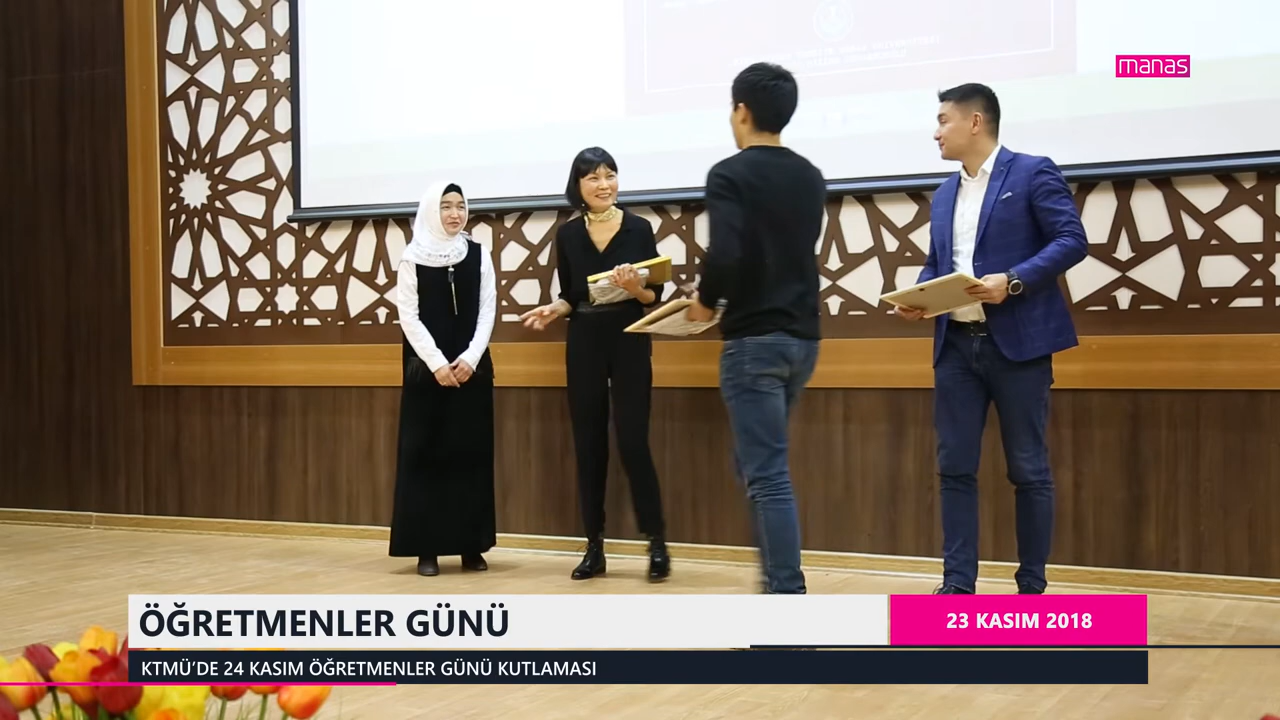 manas
ÖĞRETMENLER GÜNÜ
23 KASIM 2018
KTMÜ’DE 24 KASIM ÖĞRETMENLER GÜNÜ KUTLAMASI